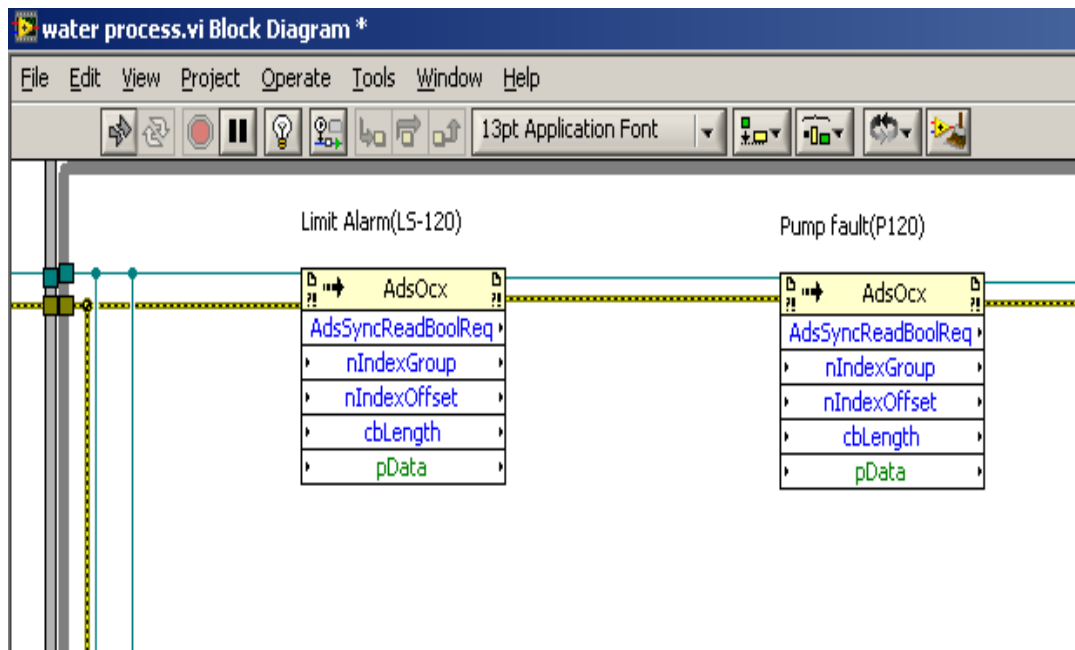 water process.vi Block Diagram *
File Edit View Project Operate Tools Window Help
13pt Application Font
Limit Alarm(LS-120)
Pump fault(P120)
?! AdsOcx ?!
AdsSyncReadBoolReq
nIndexGroup
nIndexOffset
cbLength
pData
?! AdsOcx ?!
AdsSyncReadBoolReq
nIndexGroup
nIndexOffset
cbLength
pData